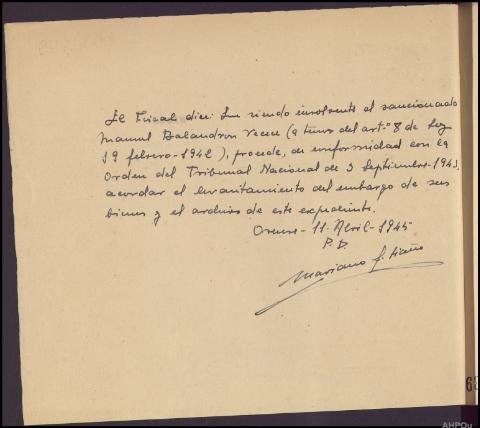 El Fiscal dice: Que siendo insolvente el sancionado
Manuel Balandron (a tenor del art.º 8 de Ley
19 febrero-1942), procede, de conformidad con la
Orden del Tribunal Nacional de 3 Septiembre-1943,
acordar el levantamiento del embargo de sus
bienes y el archivo de este expediente.
Orense-11-Abril-1945
P.D.
Mariano
68
AHPOu